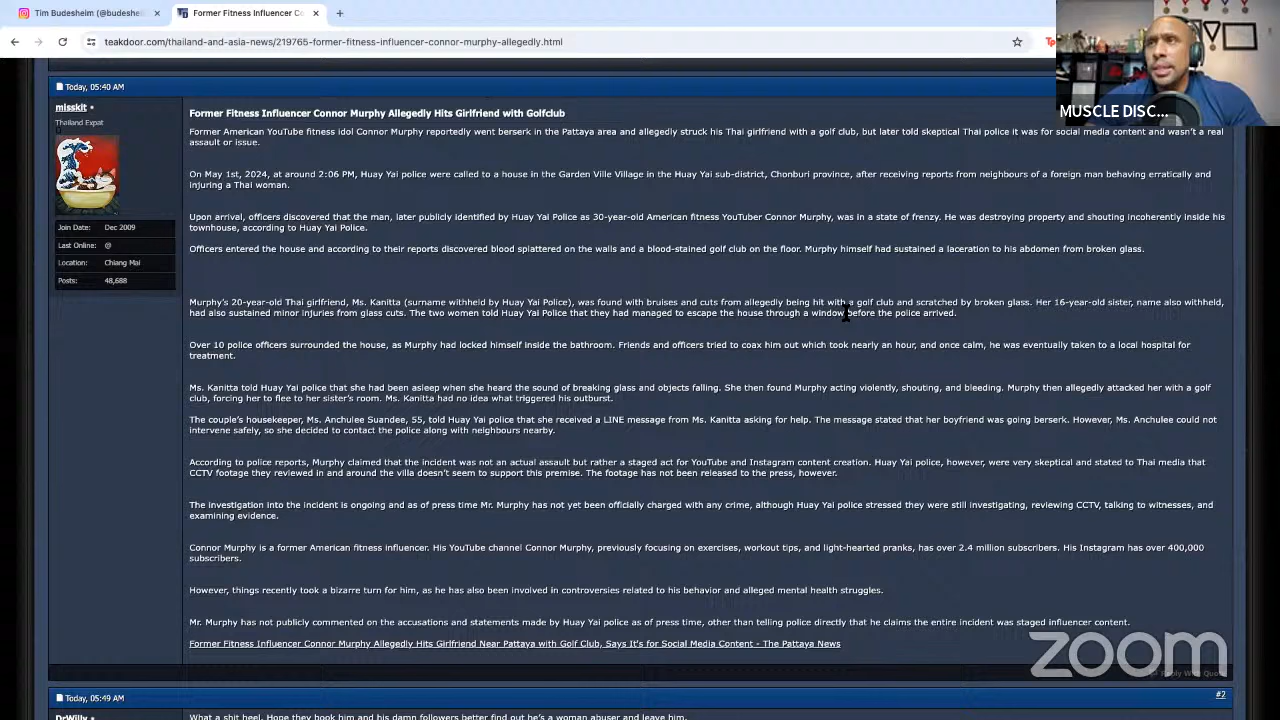 Tim Budesheim (@budeshe
Former Fitness Influencer C
teakdoor.com/thailand-and-asia-news/219765-former-fitness-influencer-connor-murphy-allegedly.html
MUSCLE DISC...
Today, 05:40 AM
misskit
Thailand Expat
Join Date: Dec 2009
Last Online: @
Location: Chiang Mai
Posts: 48,688
Former Fitness Influencer Connor Murphy Allegedly Hits Girlfriend with Golfclub
Former American YouTube fitness idol Connor Murphy reportedly went berserk in the Pattaya area and allegedly struck his Thai girlfriend with a golf club, but later told skeptical Thai police it was for social media content and wasn't a real
assault or issue.
On May 1st, 2024, at around 2:06 PM, Huay Yai police were called to a house in the Garden Ville Village in the Huay Yai sub-district, Chonburi province, after receiving reports from neighbours of a foreign man behaving erratically and
injuring a Thai woman.
Upon arrival, officers discovered that the man, later publicly identified by Huay Yai Police as 30-year-old American fitness YouTuber Connor Murphy, was in a state of frenzy. He was destroying property and shouting incoherently inside his
townhouse, according to Huay Yai Police.
Officers entered the house and according to their reports discovered blood splattered on the walls and a blood-stained golf club on the floor. Murphy himself had sustained a laceration to his abdomen from broken glass.
Murphy's 20-year-old Thai girlfriend, Ms. Kanitta (surname withheld by Huay Yai Police), was found with bruises and cuts from allegedly being hit with a golf club and scratched by broken glass. Her 16-year-old sister, name also withheld,
had also sustained minor injuries from glass cuts. The two women told Huay Yai Police that they had managed to escape the house through a window before the police arrived.
Over 10 police officers surrounded the house, as Murphy had locked himself inside the bathroom. Friends and officers tried to coax him out which took nearly an hour, and once calm, he was eventually taken to a local hospital for
treatment.
Ms. Kanitta told Huay Yai police that she had been asleep when she heard the sound of breaking glass and objects falling. She then found Murphy acting violently, shouting, and bleeding. Murphy then allegedly attacked her with a golf
club, forcing her to flee to her sister's room. Ms. Kanitta had no idea what triggered his outburst.
The couple's housekeeper, Ms. Anchulee Suandee, 55, told Huay Yai police that she received a LINE message from Ms. Kanitta asking for help. The message stated that her boyfriend was going berserk. However, Ms. Anchulee could not
intervene safely, so she decided to contact the police along with neighbours nearby.
According to police reports, Murphy claimed that the incident was not an actual assault but rather a staged act for YouTube and Instagram content creation. Huay Yai police, however, were very skeptical and stated to Thai media that
CCTV footage they reviewed in and around the villa doesn't seem to support this premise. The footage has not been released to the press, however.
The investigation into the incident is ongoing and as of press time Mr. Murphy has not yet been officially charged with any crime, although Huay Yai police stressed they were still investigating, reviewing CCTV, talking to witnesses, and
examining evidence.
Connor Murphy is a former American fitness influencer. His YouTube channel Connor Murphy, previously focusing on exercises, workout tips, and light-hearted pranks, has over 2.4 million subscribers. His Instagram has over 400,000
subscribers.
However, things recently took a bizarre turn for him, as he has also been involved in controversies related to his behavior and alleged mental health struggles.
Mr. Murphy has not publicly commented on the accusations and statements made by Huay Yai police as of press time, other than telling police directly that he claims the entire incident was staged influencer content.
Former Fitness Influencer Connor Murphy Allegedly Hits Girlfriend Near Pattaya with Golf Club, Says It's for Social Media Content - The Pattaya News
zoom
Reply With Quote
Today, 05:49 AM
#2
DrWilly
What a shit heel. Hope they book him and his damn followers better find out he's a woman abuser and leave him.